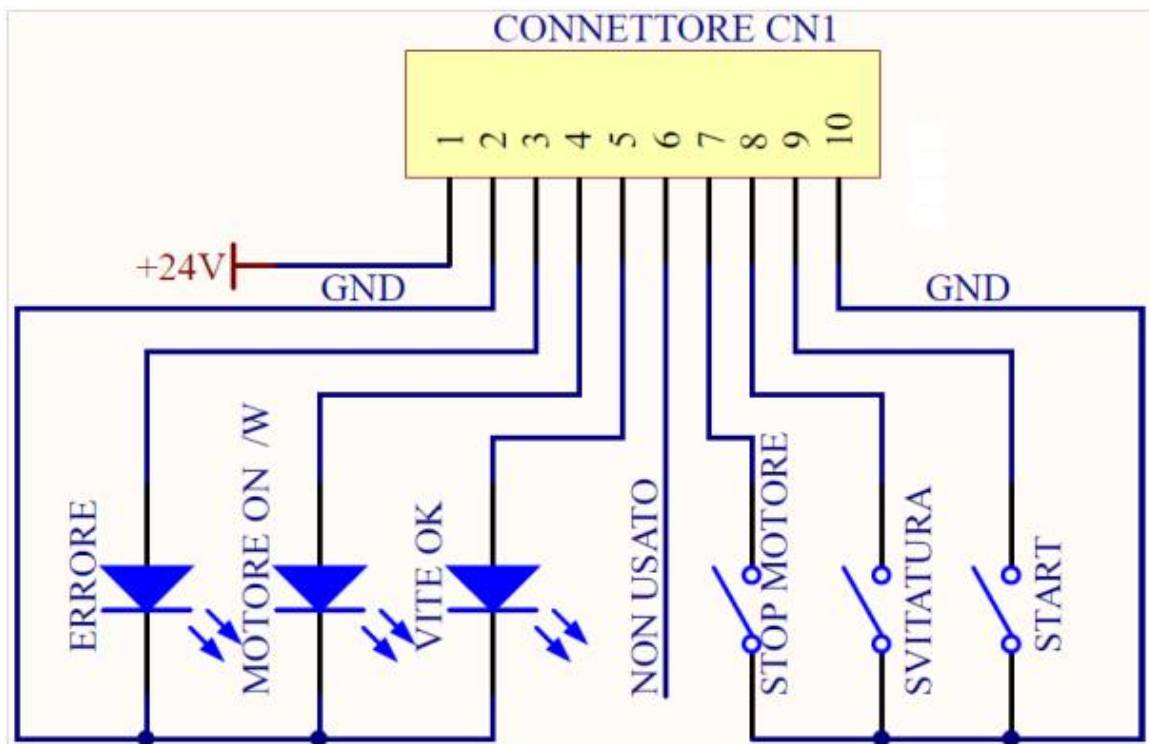 CONNETTORE CN1
1 2 3 4 5 6 7 8 9 10
+24V
GND
GND
ERRORE
MOTORE ON /W
VITE OK
NON USATO
STOP MOTORE
SVITATURA
START